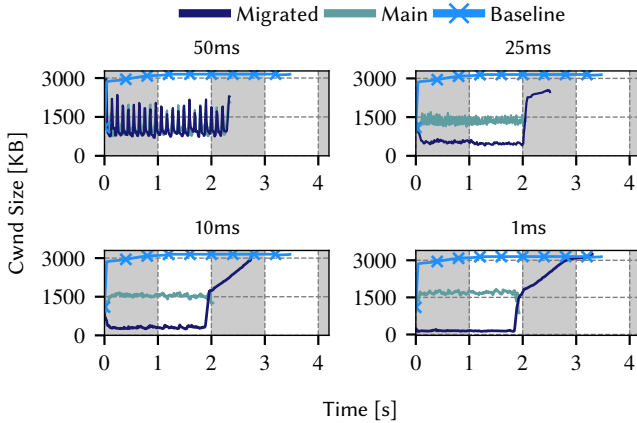 Migrated Main Baseline
50ms 25ms
3000 3000
1500 1500
0 0
0 1 2 3 4 0 1 2 3 4
10ms 1ms
3000 3000
1500 1500
0 0
0 1 2 3 4 0 1 2 3 4
Cwnd Size [KB]
Time [s]